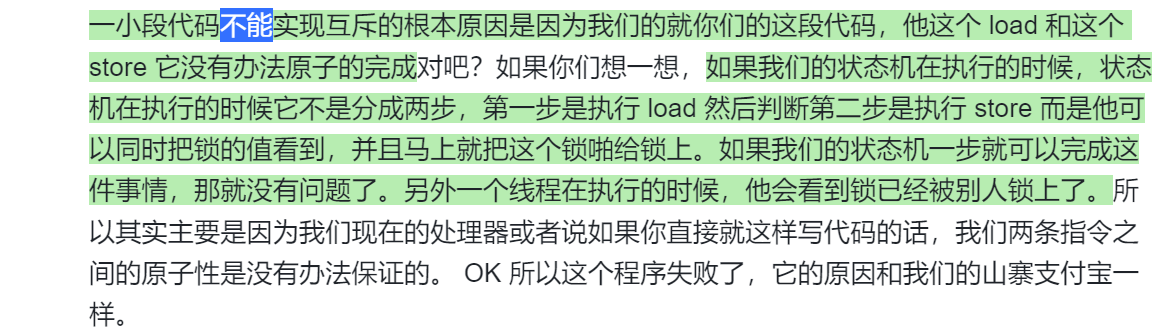 一小段代码不能实现互斥的根本原因是因为我们的就你们的这段代码，他这个 load 和这个
store 它没有办法原子的完成对吧？如果你们想一想，如果我们的状态机在执行的时候，状态
机在执行的时候它不是分成两步，第一步是执行 load 然后判断第二步是执行 store 而是他可
以同时把锁的值看到，并且马上就把这个锁啪给锁上。如果我们的状态机一步就可以完成这
件事情，那就没有问题了。另外一个线程在执行的时候，他会看到锁已经被别人锁上了。所
以其实主要是因为我们现在的处理器或者说如果你直接就这样写代码的话，我们两条指令之
间的原子性是没有办法保证的。 OK 所以这个程序失败了，它的原因和我们的山寨支付宝一
样。